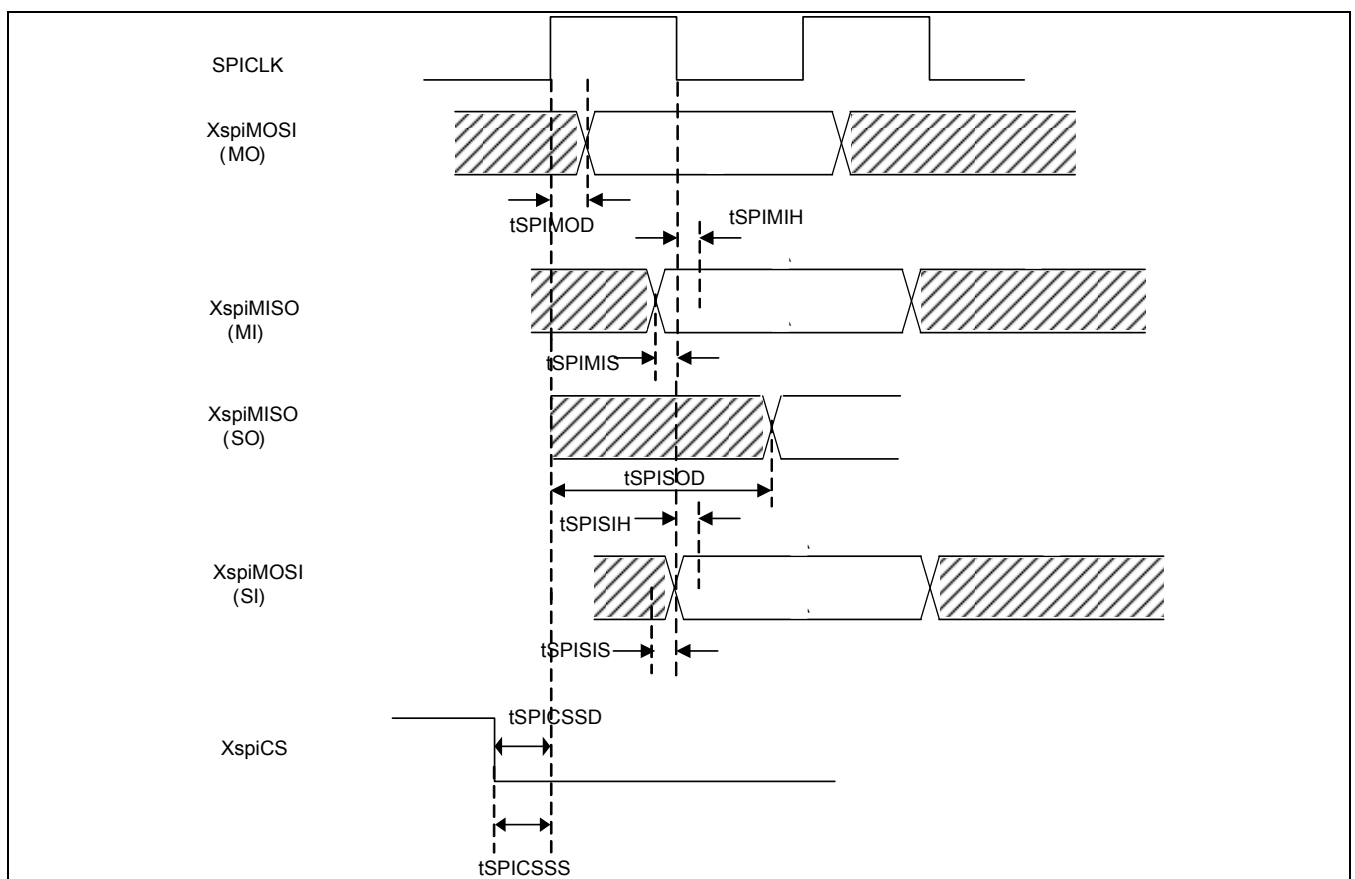 SPICLK
XspiMOSI
(MO)
tSPIMOD
tSPIMIH
XspiMISO
(MI)
tSPIMIS
XspiMISO
(SO)
tSPISOD
tSPISIH
XspiMOSI
(SI)
tSPISIS
tSPICSSD
XspiCS
tSPICSSS